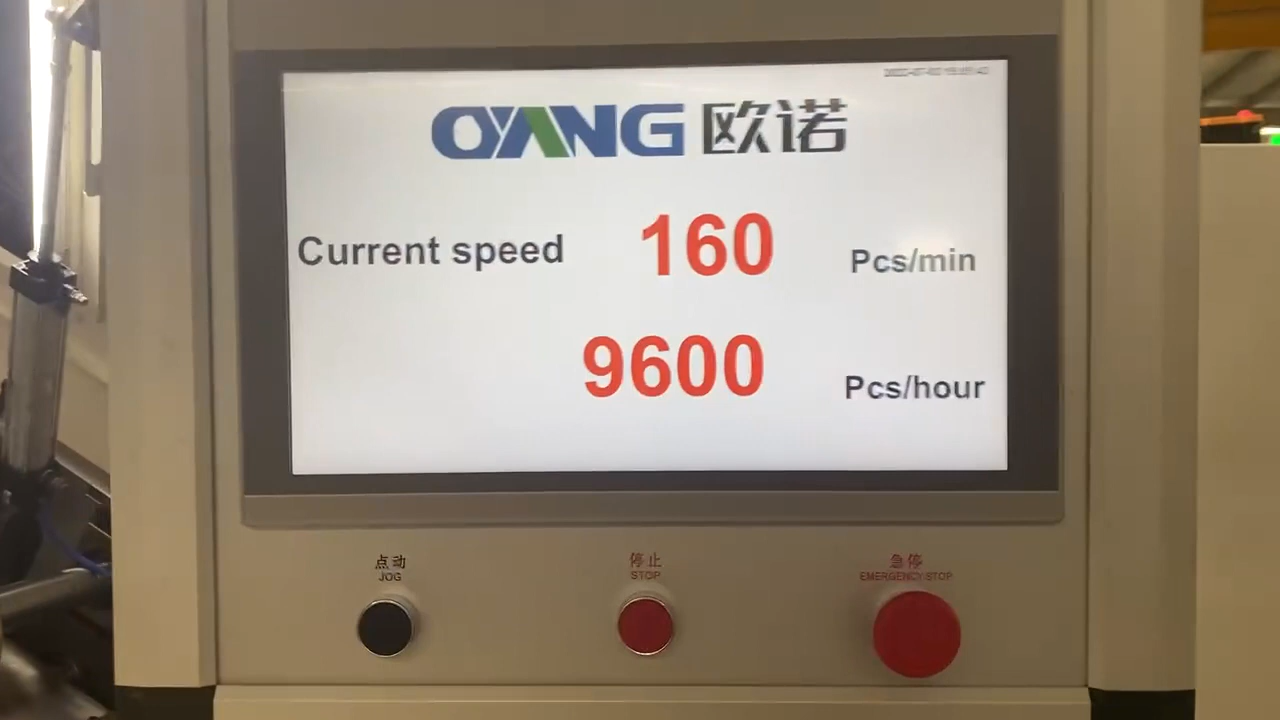 OYANG 欧诺
Current speed 160 Pcs/min
9600 Pcs/hour
点动
JOG
停止
STOP
急停
EMERGENCY STOP